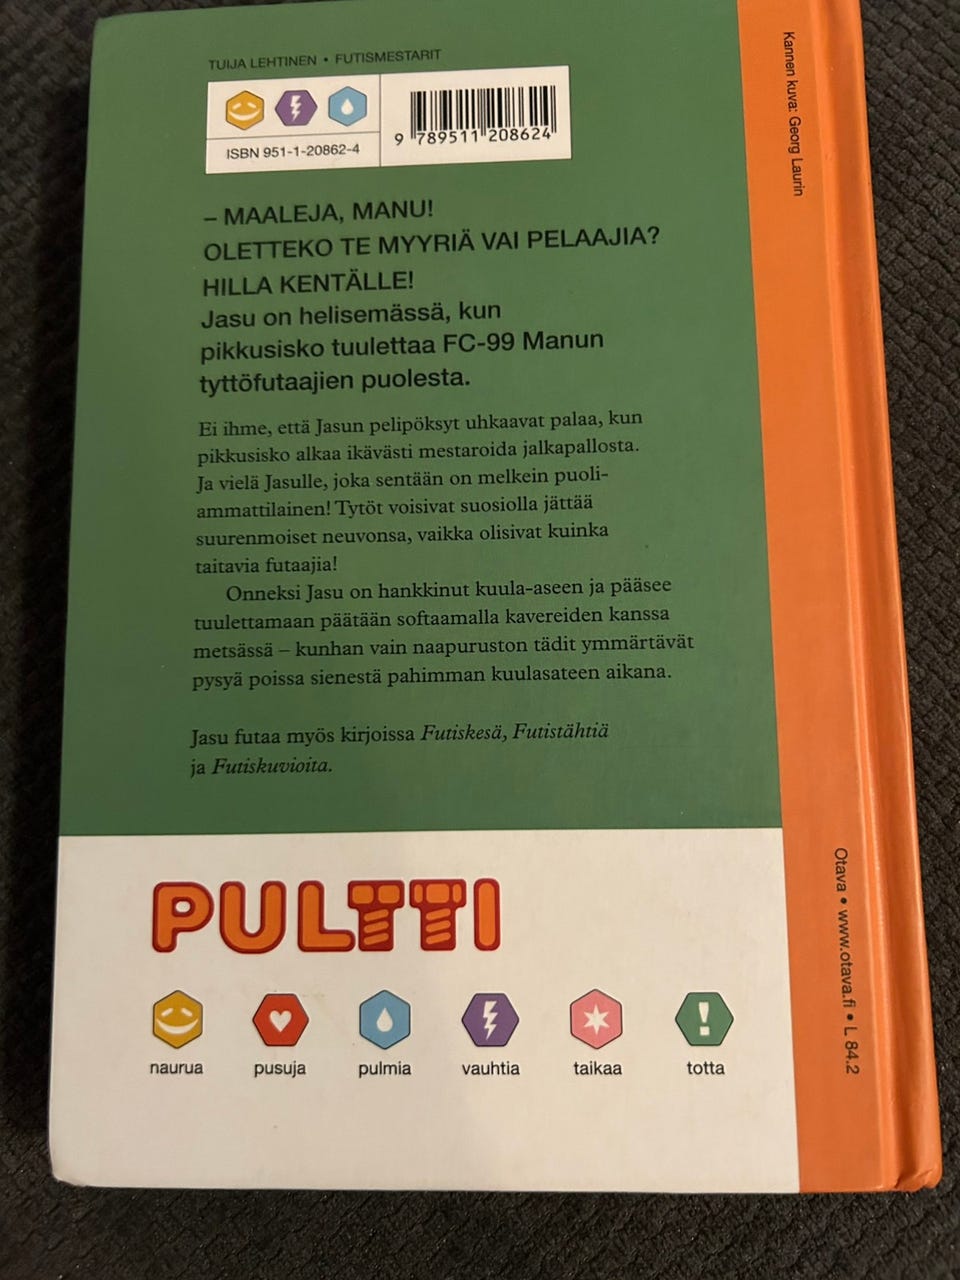 TUIJA LEHTINEN • FUTISMESTARIT
ISBN 951-1-20862-4
9 789511 208624
– MAALEJA, MANU!
OLETTEKO TE MYYRIÄ VAI PELAAJIA?
HILLA KENTÄLLE!
Jasu on helisemässä, kun
pikkusisko tuulettaa FC-99 Manun
tyttöfutaajien puolesta.
Ei ihme, että Jasun pelipöksyt uhkaavat palaa, kun
pikkusisko alkaa ikävästi mestaroida jalkapallosta.
Ja vielä Jasulle, joka sentään on melkein puoli-
ammattilainen! Tytöt voisivat suosiolla jättää
suurenmoiset neuvonsa, vaikka olisivat kuinka
taitavia futaajia!
Onneksi Jasu on hankkinut kuula-aseen ja pääsee
tuulettamaan päätään softaamalla kavereiden kanssa
metsässä – kunhan vain naapuruston tädit ymmärtävät
pysyä poissa sienestä pahimman kuulasateen aikana.
Jasu futaa myös kirjoissa Futiskesä, Futistähtiä
ja Futiskuvioita.
PULTTI
naurua pusuja pulmia vauhtia taikaa totta
Kannen kuva: Georg Laurin
Otava • www.otava.fi • L 84.2